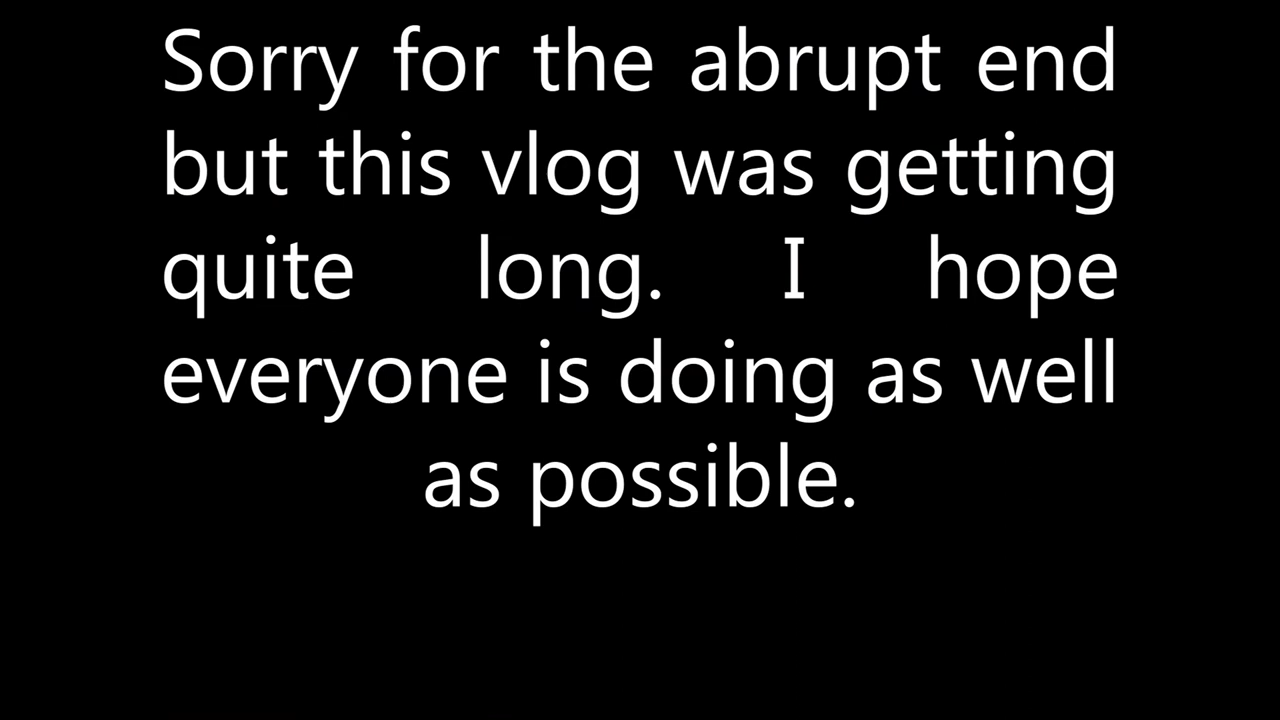 Sorry for the abrupt end
but this vlog was getting
quite long. I hope
everyone is doing as well
as possible.